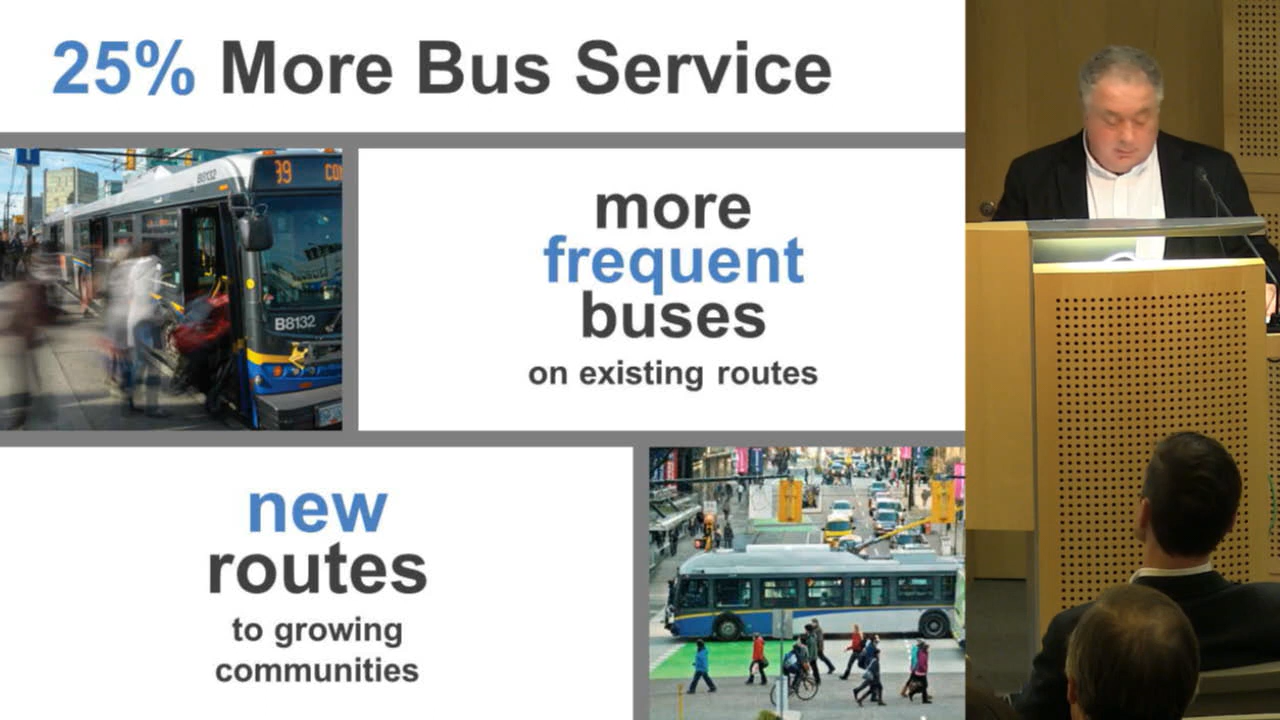 25% More Bus Service
B8132
39
B8132
more
frequent
buses
on existing routes
new
routes
to growing
communities